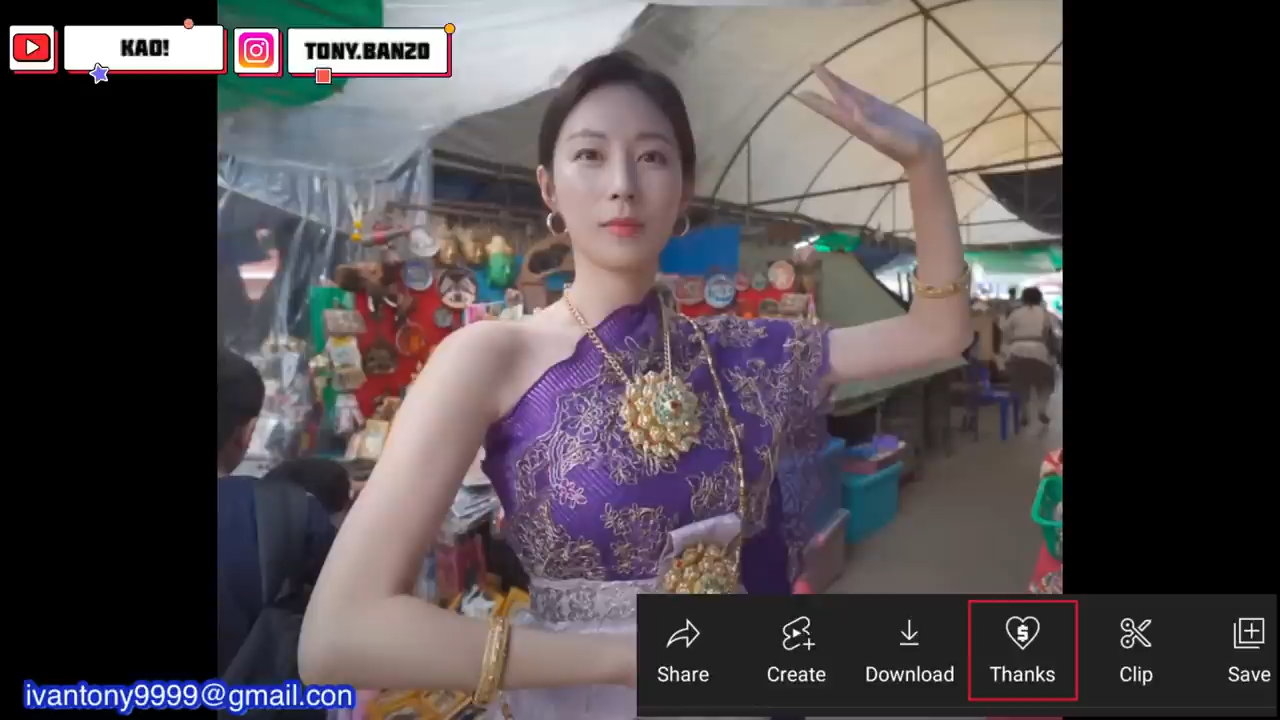 KAO!
TONY.BANZO
Share
Create
Download
Thanks
Clip
Save
ivantony9999@gmail.con